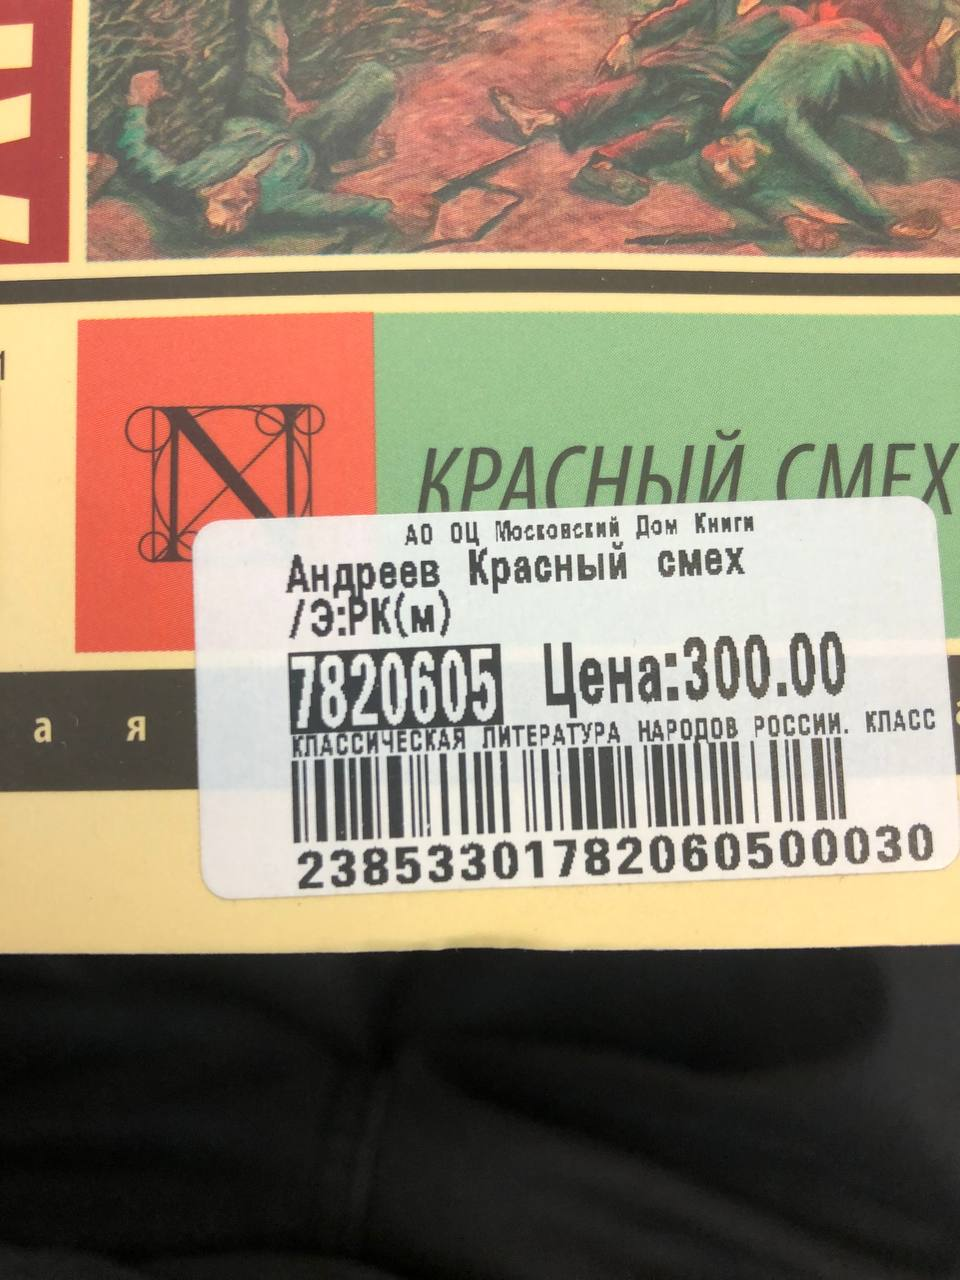 КРАСНЫЙ СМЕХ
АО ОЦ Московский Дом Книги
Андреев Красный смех
/Э:РК(м)
7820605 Цена:300.00
КЛАССИЧЕСКАЯ ЛИТЕРАТУРА НАРОДОВ РОССИИ. КЛАСС
а я
23853301782060500030